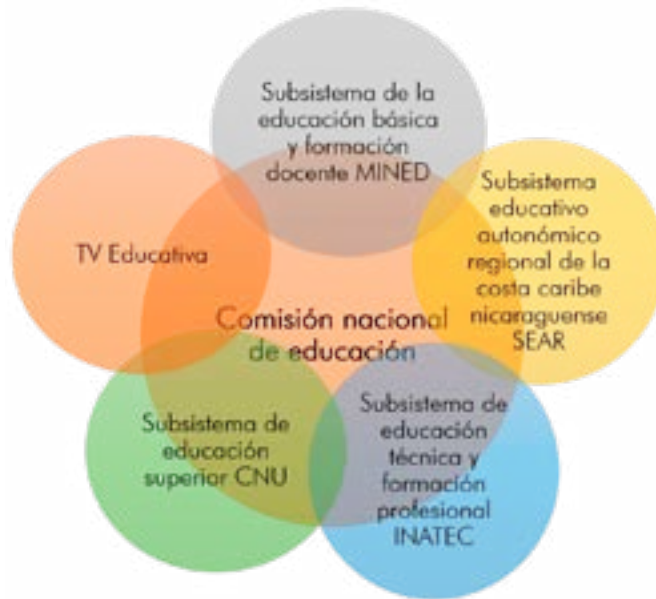 Subsistema de la
educación básica
y formación
docente MINED
TV Educativa
Subsistema
educativo
autonómico
regional de la
costa caribe
nicaraguense
SEAR
Comisión nacional
de educación
Subsistema de
educación
superior CNU
Subsistema de
educación
técnica y
formación
profesional
INATEC